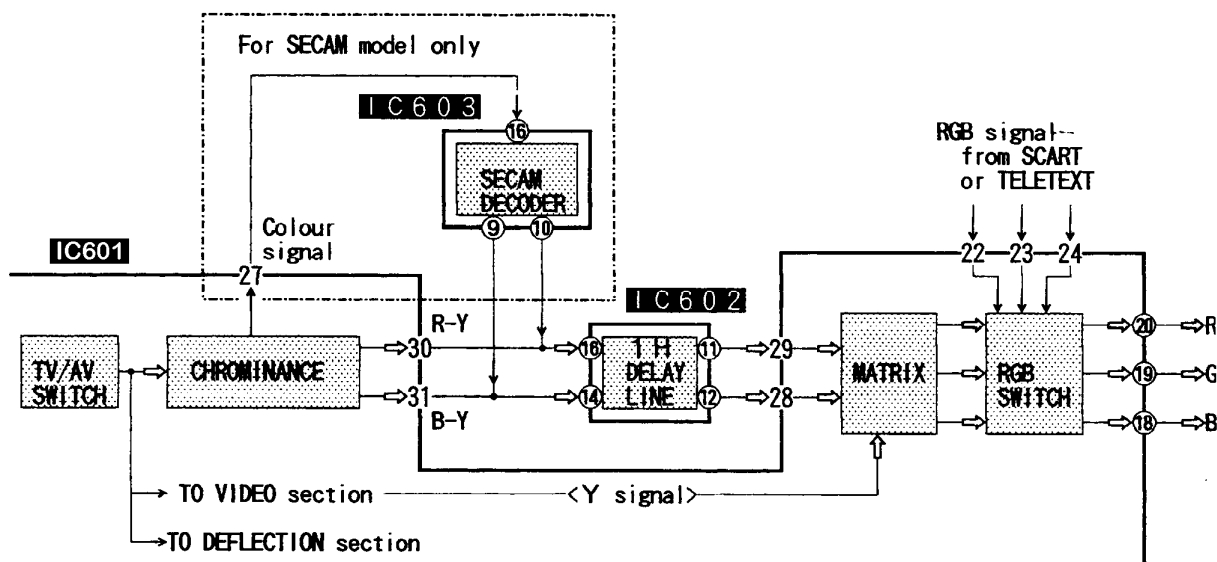 For SECAM model only
IC603
16
SECAM
DECODER
9
10
RGB signal
from SCART
or TELETEXT
Colour
signal
IC601
27
22
23
24
IC602
R-Y
30
16
1H
DELAY
LINE
11
29
20
R
TV/AV
SWITCH
CHROMINANCE
MATRIX
RGB
SWITCH
19
G
31
14
12
28
18
B
B-Y
TO VIDEO section
<Y signal>
TO DEFLECTION section